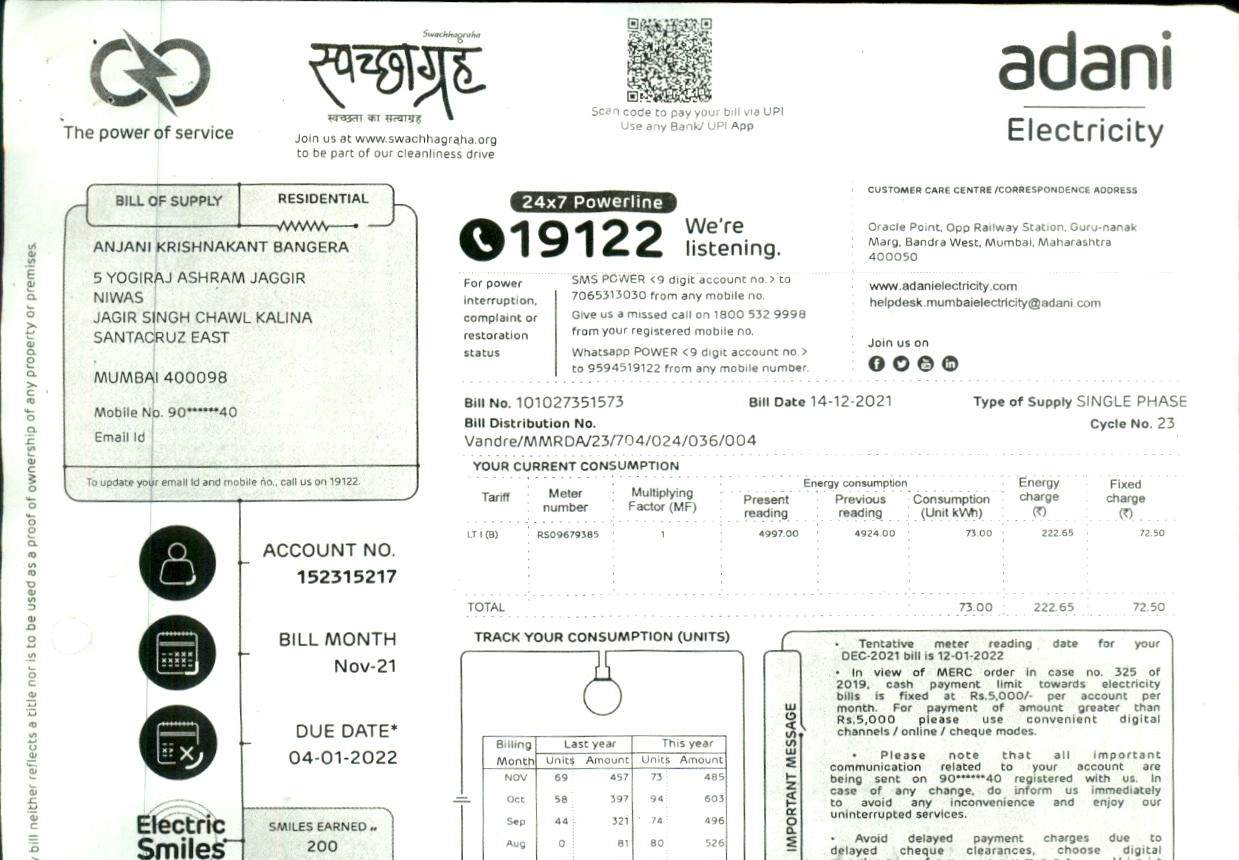 The power of service
Swachhagraha
स्वच्छाग्रह
स्वच्छता का सत्याग्रह
Join us at www.swachhagraha.org
to be part of our cleanliness drive
Scan code to pay your bill via UPI
Use any Bank/ UPI App
adani
Electricity
BILL OF SUPPLY
RESIDENTIAL
ANJANI KRISHNAKANT BANGERA
5 YOGIRAJ ASHRAM JAGGIR
NIWAS
JAGIR SINGH CHAWL KALINA
SANTACRUZ EAST
MUMBAI 400098
Mobile No. 90******40
Email Id
To update your email Id and mobile no., call us on 19122.
24x7 Powerline
19122 We're
listening.
For power
interruption,
complaint or
restoration
status
SMS POWER <9 digit account no.> to
7065313030 from any mobile no.
Give us a missed call on 1800 532 9998
from your registered mobile no.
Whatsapp POWER <9 digit account no.>
to 9594519122 from any mobile number.
CUSTOMER CARE CENTRE /CORRESPONDENCE ADDRESS
Oracle Point, Opp Railway Station, Guru-nanak
Marg, Bandra West, Mumbai, Maharashtra
400050
www.adanielectricity.com
helpdesk.mumbaielectricity@adani.com
Join us on
Bill No. 101027351573 Bill Date 14-12-2021 Type of Supply SINGLE PHASE
Bill Distribution No. Cycle No. 23
Vandre/MMRDA/23/704/024/036/004
YOUR CURRENT CONSUMPTION
Tariff Meter number Multiplying Factor (MF) Energy consumption Present reading Previous reading Consumption (Unit kWh) Energy charge (₹) Fixed charge (₹)
LT I (B) RS09679385 1 4997.00 4924.00 73.00 222.65 72.50
TOTAL 73.00 222.65 72.50
ACCOUNT NO.
152315217
BILL MONTH
Nov-21
DUE DATE*
04-01-2022
Electric
Smiles
SMILES EARNED
200
TRACK YOUR CONSUMPTION (UNITS)
Billing Last year This year
Month Units Amount Units Amount
NOV 69 457 73 485
Oct 58 397 94 603
Sep 44 321 74 496
Aug 0 81 80 526
IMPORTANT MESSAGE
• Tentative meter reading date for your
DEC-2021 bill is 12-01-2022
• In view of MERC order in case no. 325 of
2019, cash payment limit towards electricity
bills is fixed at Rs.5,000/- per account per
month. For payment of amount greater than
Rs.5,000 please use convenient digital
channels / online / cheque modes.
• Please note that all important
communication related to your account are
being sent on 90******40 registered with us. In
case of any change, do inform us immediately
to avoid any inconvenience and enjoy our
uninterrupted services.
• Avoid delayed payment charges due to
delayed cheque clearances, choose digital
y bill neither reflects a title nor is to be used as a proof of ownership of any property or premises.